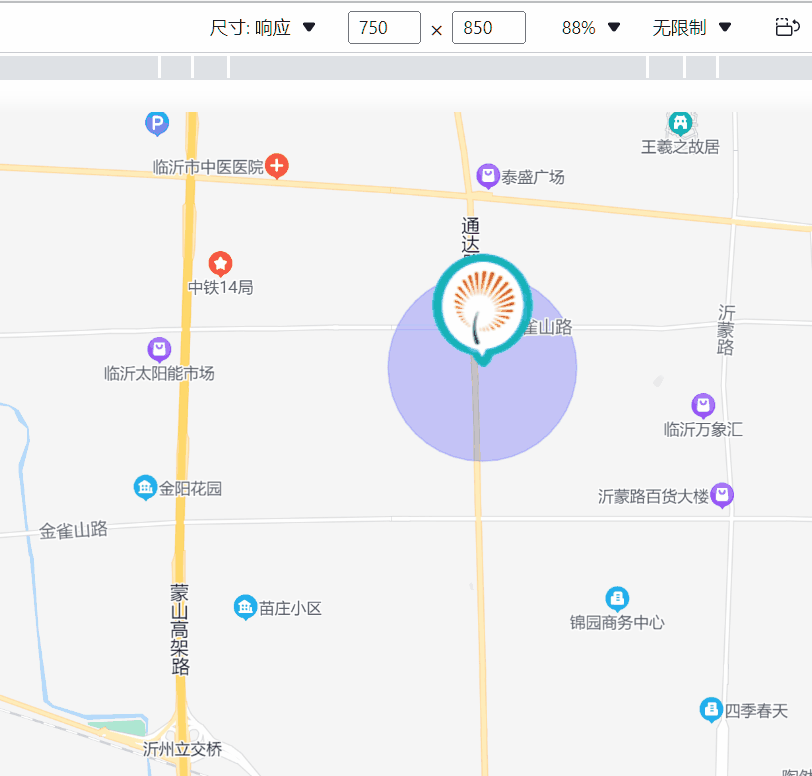 尺寸: 响应 ▼ 750 × 850 88% ▼ 无限制 ▼
P
临沂市中医医院
王羲之故居
泰盛广场
通达
中铁14局
雀山路
沂蒙路
临沂太阳能市场
临沂万象汇
金阳花园
沂蒙路百货大楼
金雀山路
蒙山高架路
苗庄小区
锦园商务中心
四季春天
沂州立交桥